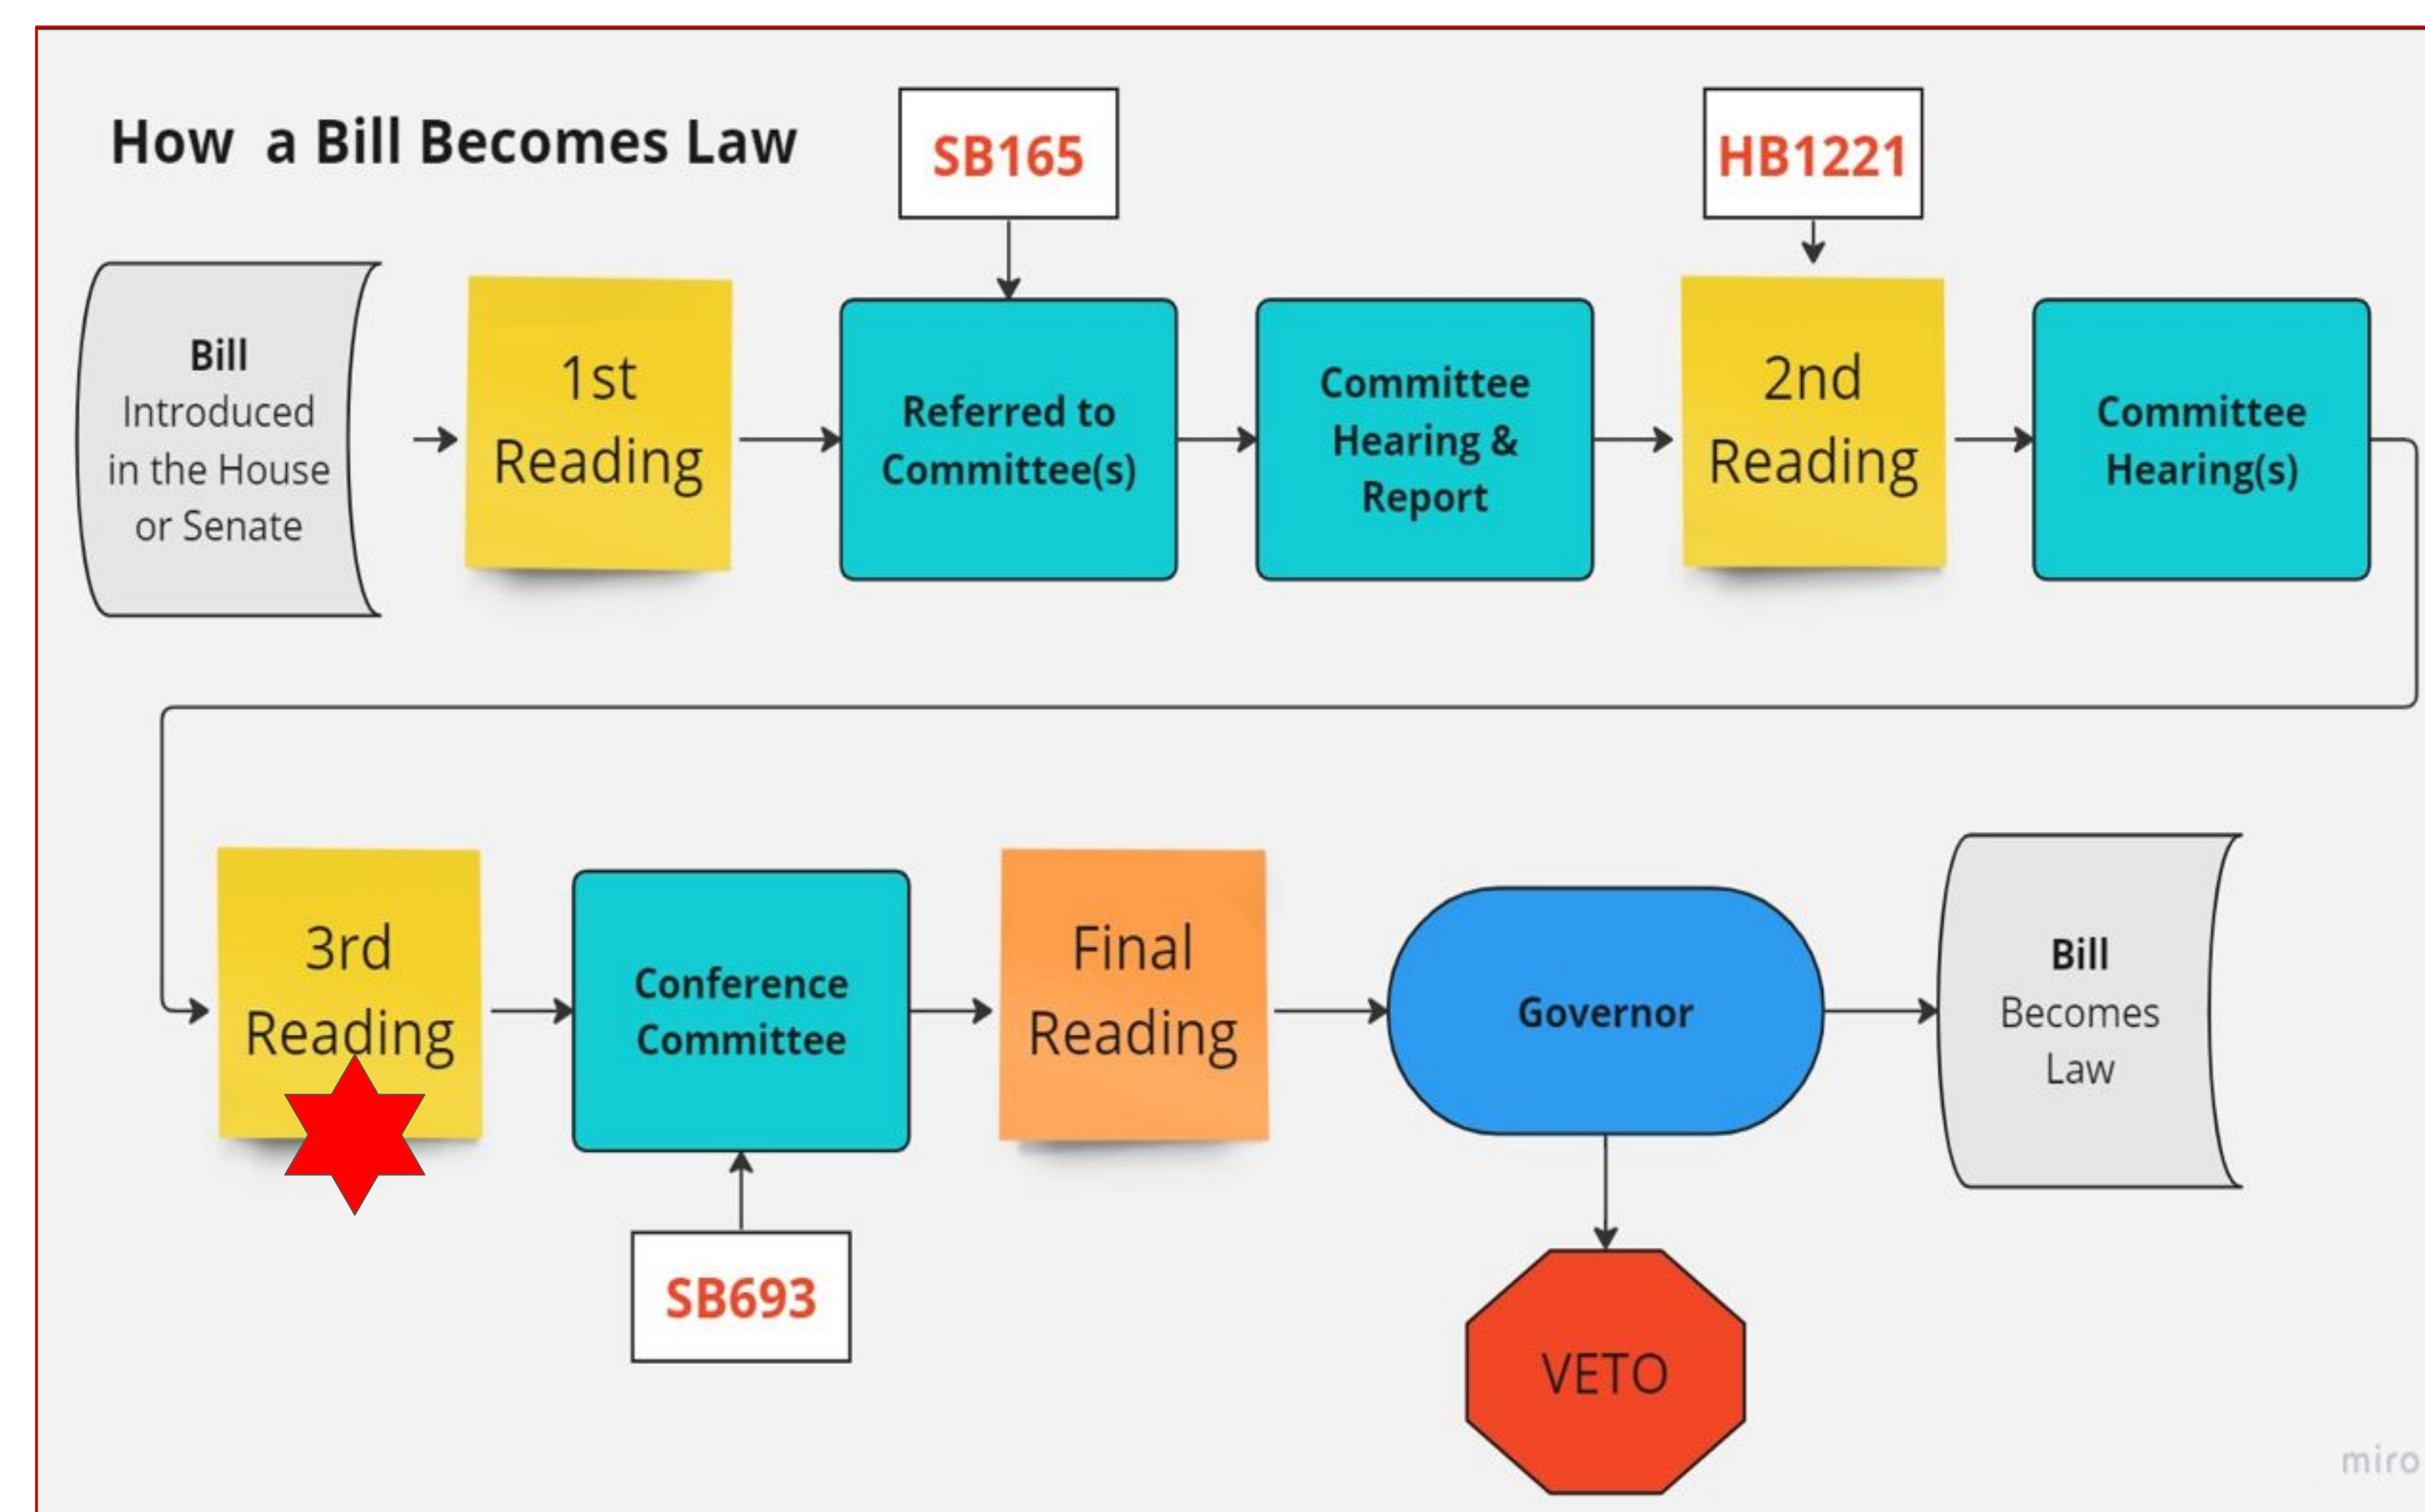 How  a Bill Becomes Law
SB165
HB1221
Bill
Introduced
in the House
or Senate
1st
Reading
Referred to
Committee(s)
Committee
Hearing &
Report
2nd
Reading
Committee
Hearing(s)
3rd
Reading
Conference
Committee
Final
Reading
Governor
Bill
Becomes
Law
SB693
VETO
miro